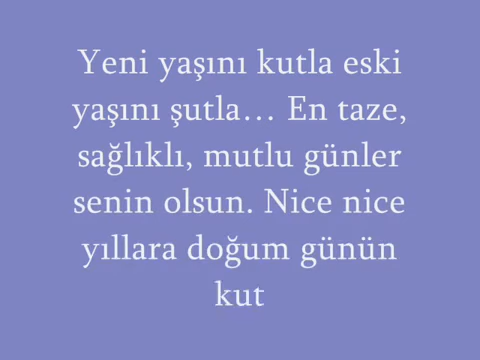 Yeni yaşını kutla eski
yaşını şutla... En taze,
sağlıklı, mutlu günler
senin olsun. Nice nice
yıllara doğum günün
kut